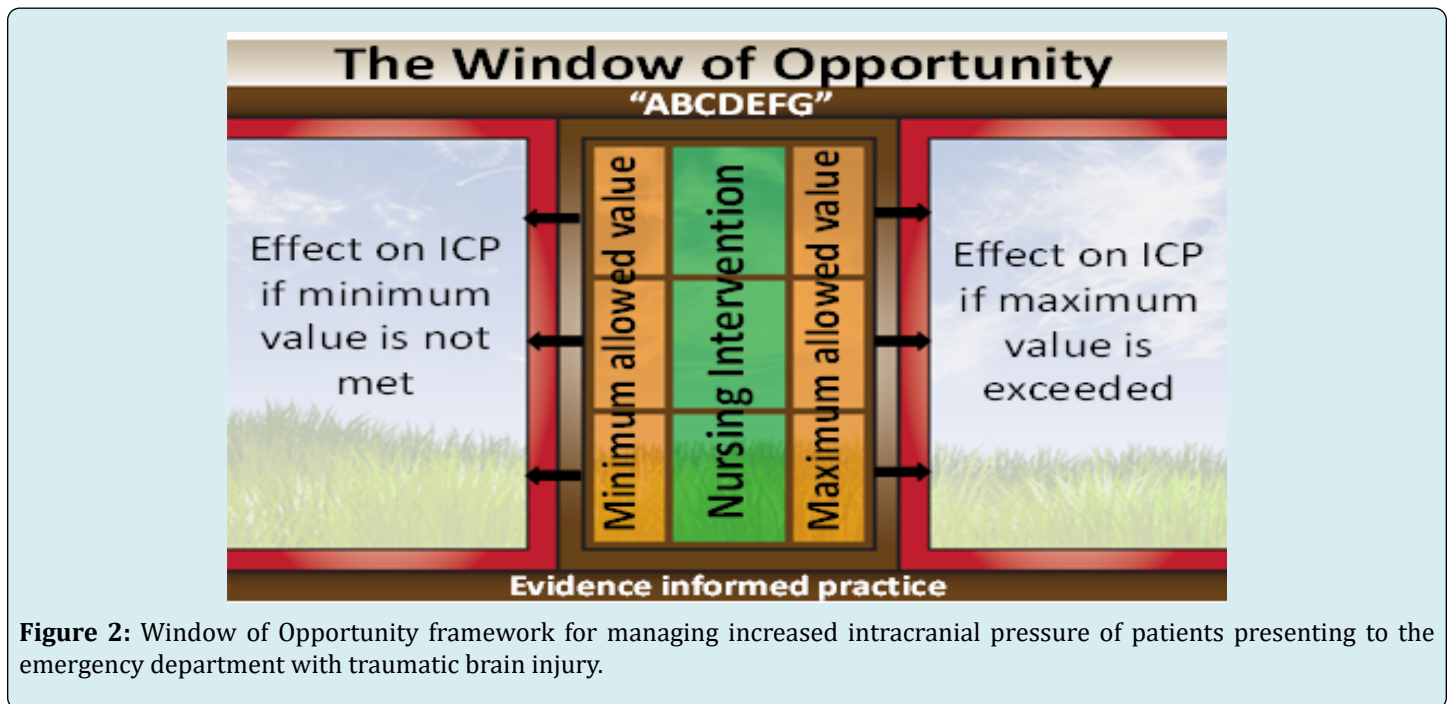 The Window of Opportunity
“ABCDEFG”
Effect on ICP
if minimum
value is not
met
Minimum allowed value
Nursing Intervention
Maximum allowed value
Effect on ICP
if maximum
value is
exceeded
Evidence informed practice
Figure 2: Window of Opportunity framework for managing increased intracranial pressure of patients presenting to the
emergency department with traumatic brain injury.